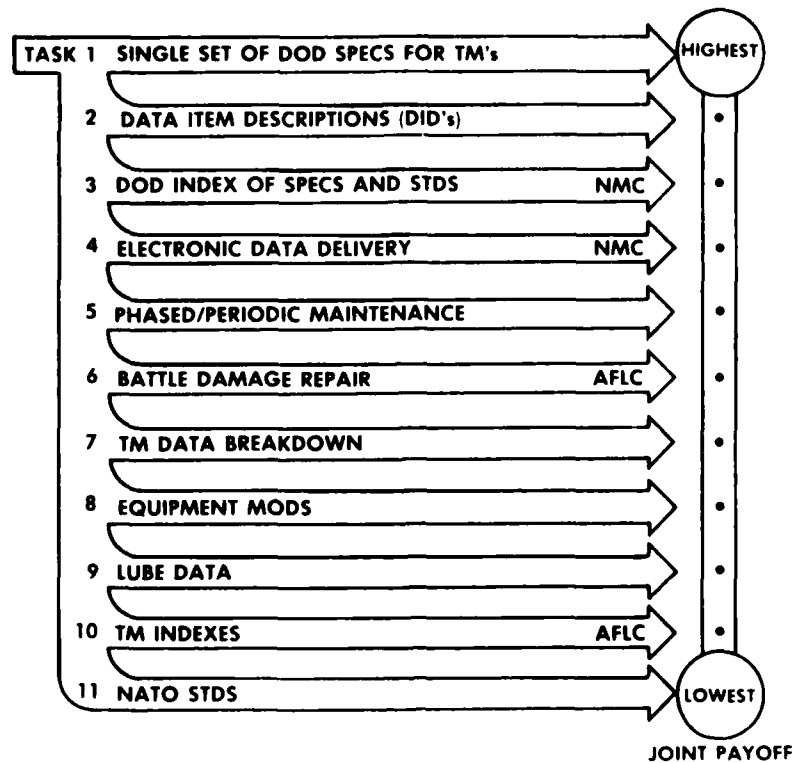 TASK 1 SINGLE SET OF DOD SPECS FOR TM's HIGHEST
2 DATA ITEM DESCRIPTIONS (DID's)
3 DOD INDEX OF SPECS AND STDS NMC
4 ELECTRONIC DATA DELIVERY NMC
5 PHASED/PERIODIC MAINTENANCE
6 BATTLE DAMAGE REPAIR AFLC
7 TM DATA BREAKDOWN
8 EQUIPMENT MODS
9 LUBE DATA
10 TM INDEXES AFLC
11 NATO STDS LOWEST
JOINT PAYOFF